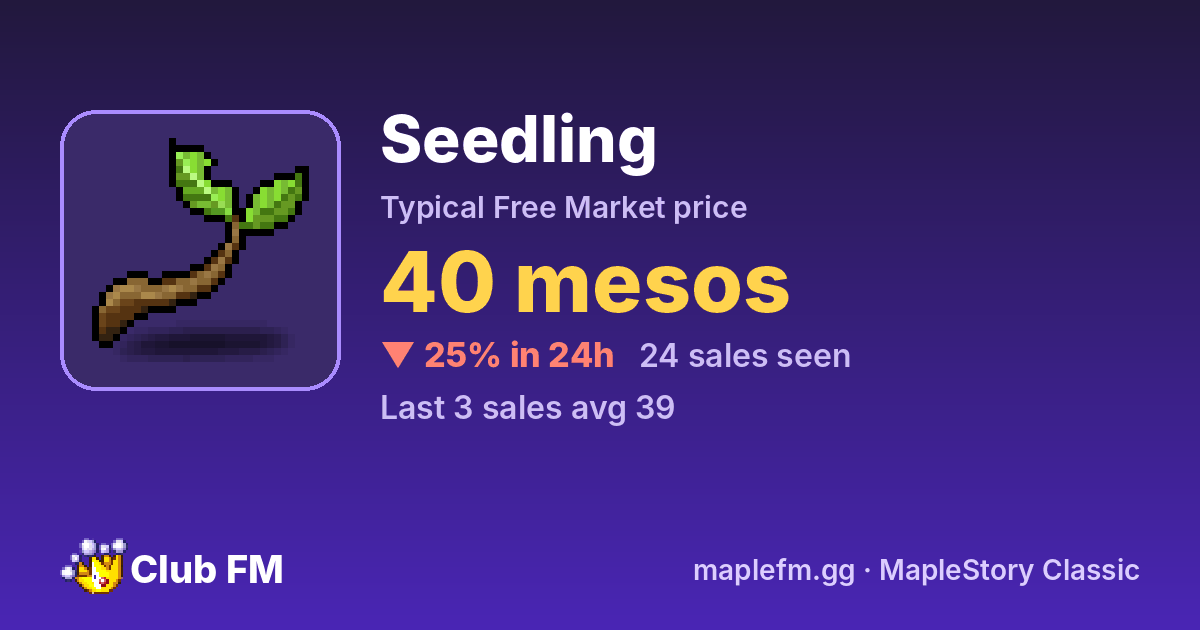 Seedling
Typical Free Market price
40 mesos
▼ 25% in 24h 24 sales seen
Last 3 sales avg 39
Club FM
maplefm.gg · MapleStory Classic